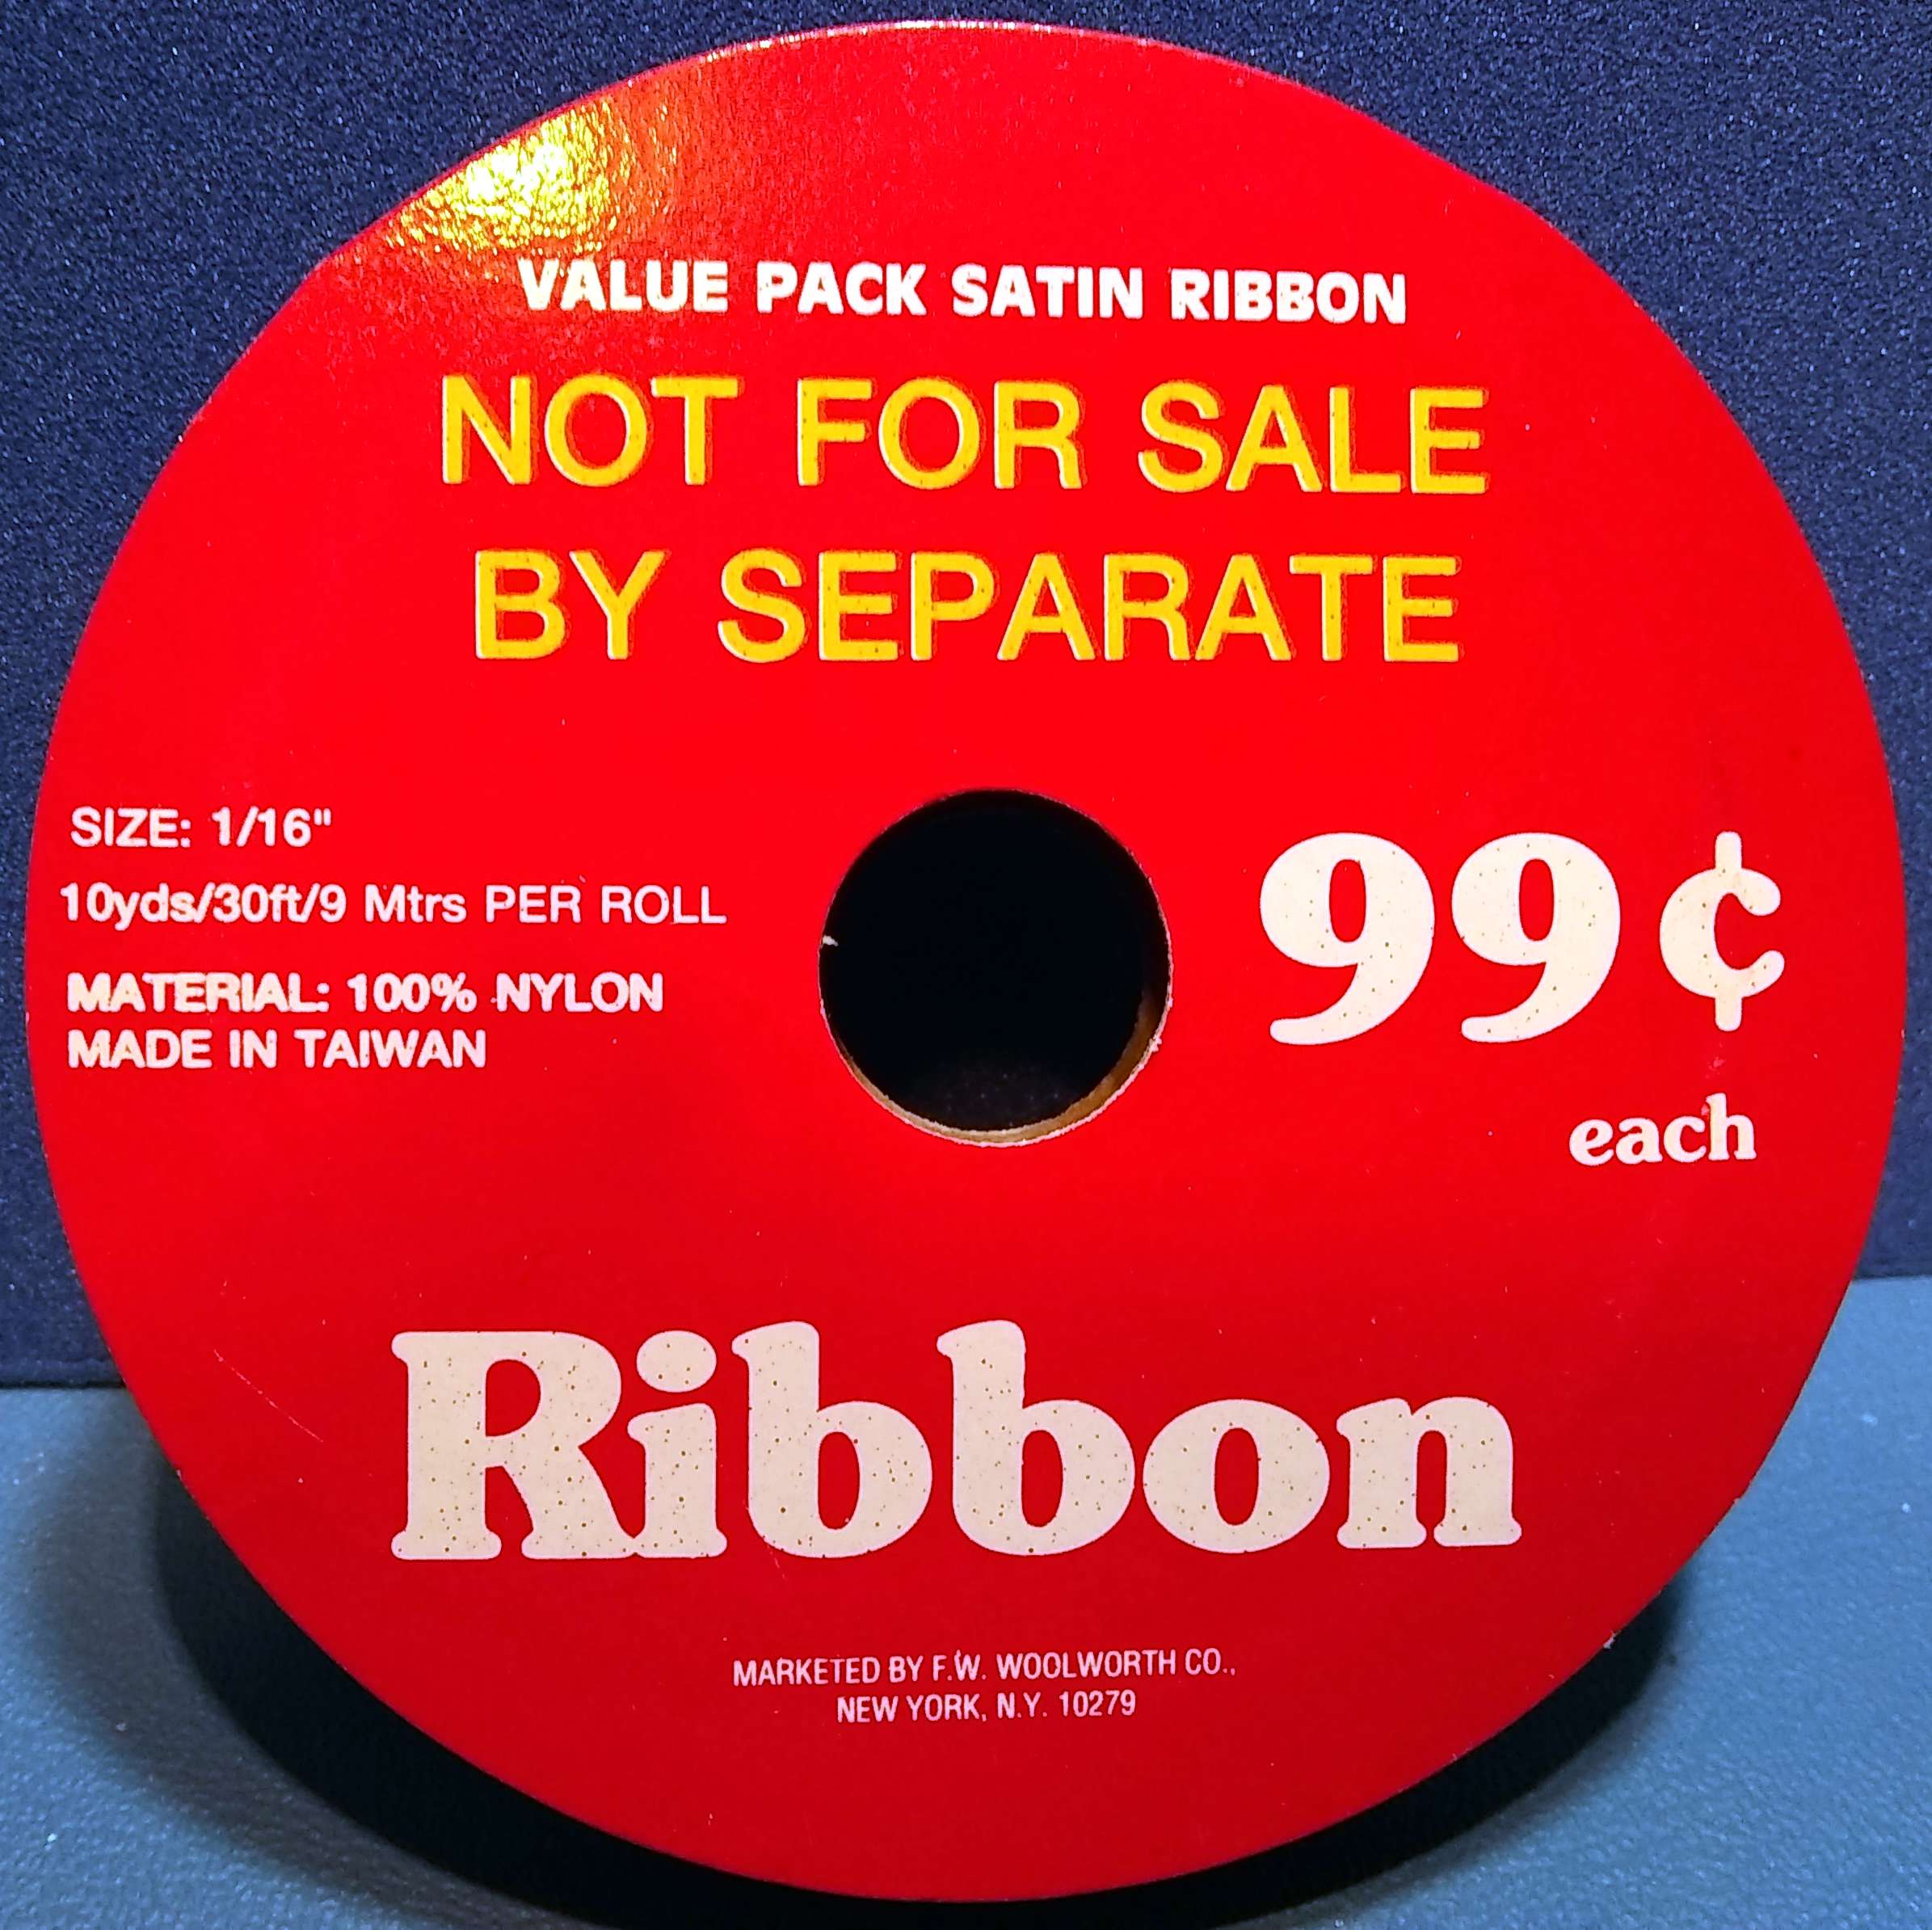 VALUE PACK SATIN RIBBON
NOT FOR SALE
BY SEPARATE
SIZE: 1/16"
10yds/30ft/9 Mtrs PER ROLL
MATERIAL: 100% NYLON
MADE IN TAIWAN
99¢
each
Ribbon
MARKETED BY F.W. WOOLWORTH CO.,
NEW YORK, N.Y. 10279